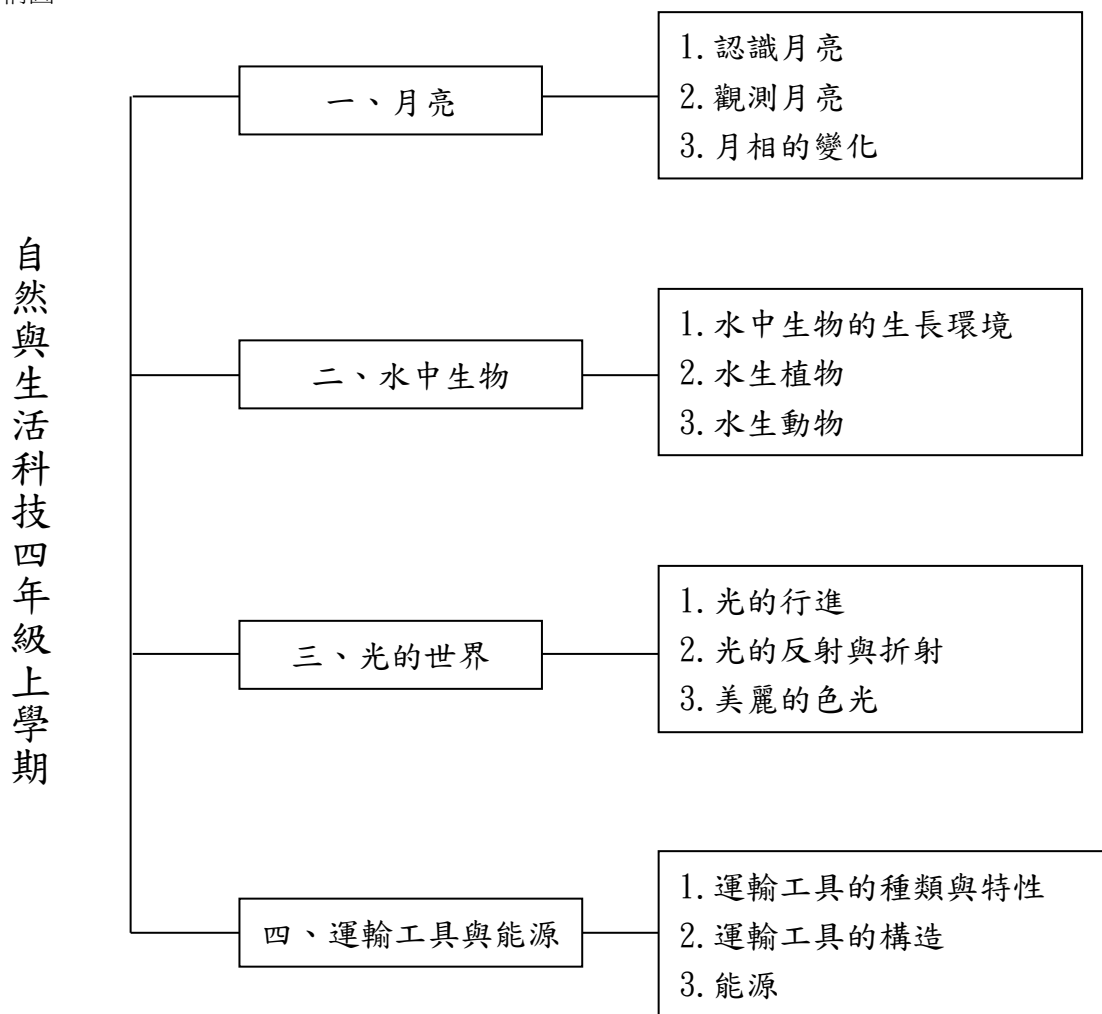 自然與生活科技四年級上學期
一、月亮
1.認識月亮
2.觀測月亮
3.月相的變化
二、水中生物
1.水中生物的生長環境
2.水生植物
3.水生動物
三、光的世界
1.光的行進
2.光的反射與折射
3.美麗的色光
四、運輸工具與能源
1.運輸工具的種類與特性
2.運輸工具的構造
3.能源